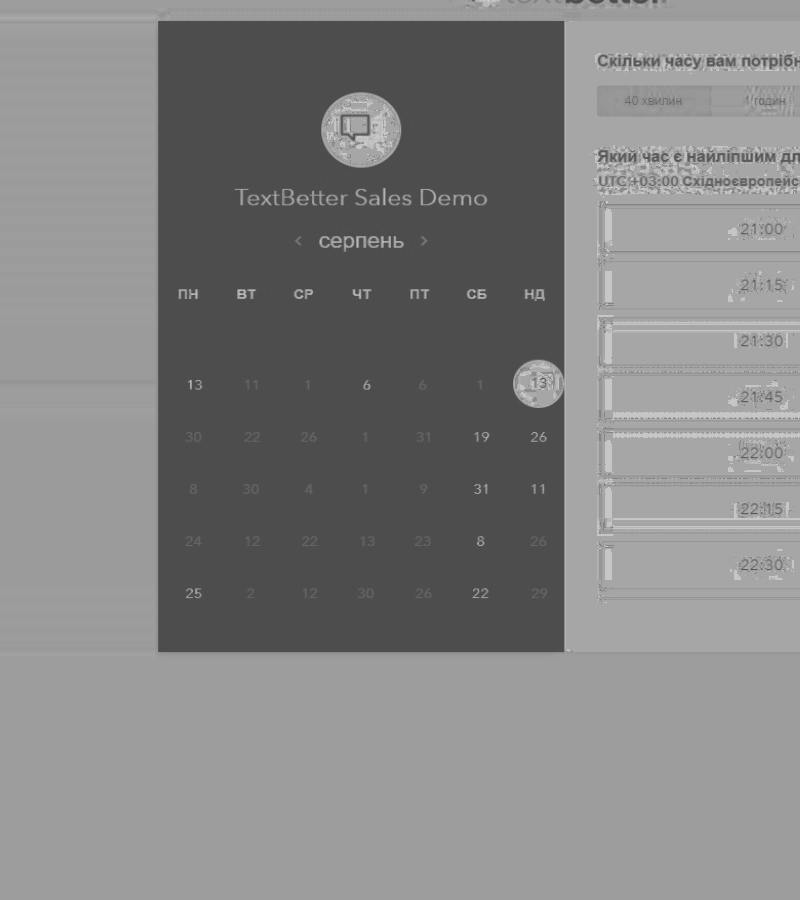 textbetter.
TextBetter Sales Demo
серпень
ПН ВТ СР ЧТ ПТ СБ НД
13 11 1 6 6 1 13
30 22 26 1 31 19 26
8 30 4 1 9 31 11
24 12 22 13 23 8 26
25 2 12 30 26 22 29
Скільки часу вам потрібн
40 хвилин 1 годин
Який час є найліпшим дл
UTC+03:00 Східноєвропейс
21:00
21:15
21:30
21:45
22:00
22:15
22:30